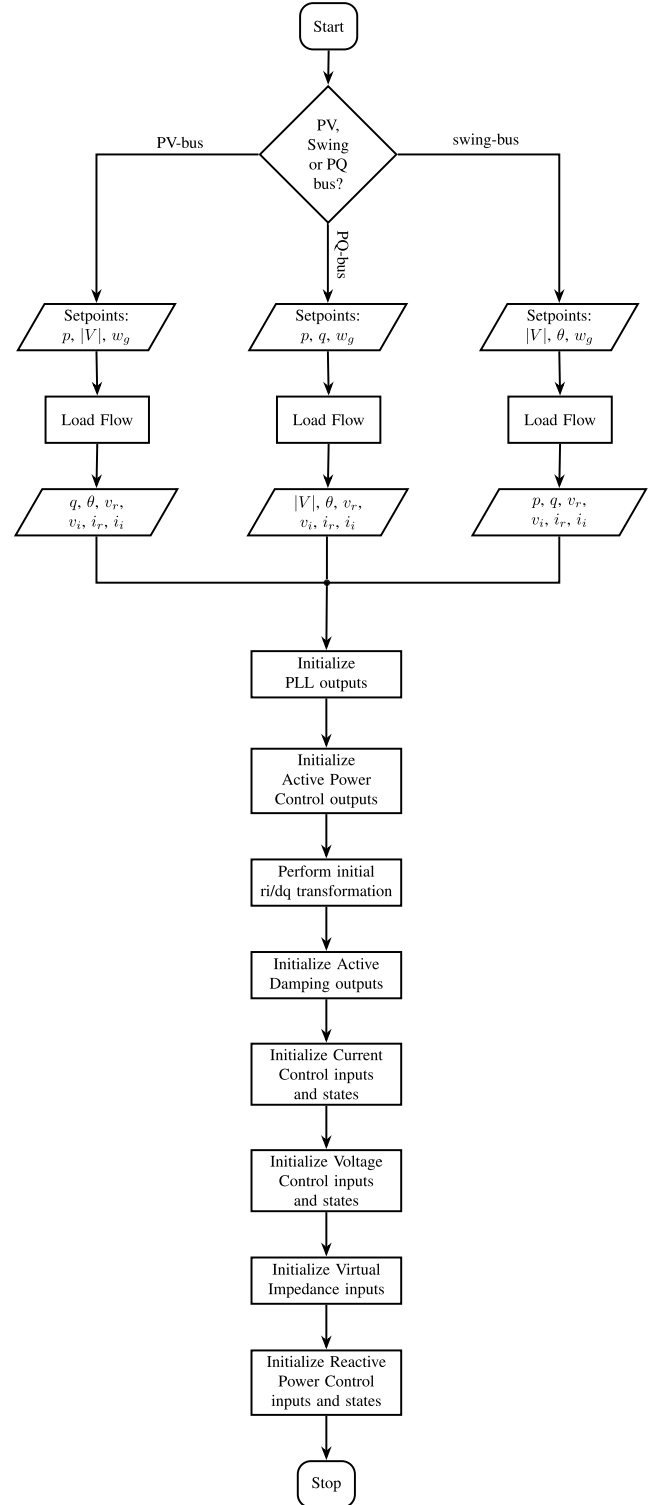 Start
PV,
Swing
or PQ
bus?
PV-bus
swing-bus
PQ-bus
Setpoints:
p, |V|, w_g
Setpoints:
p, q, w_g
Setpoints:
|V|, θ, w_g
Load Flow
Load Flow
Load Flow
q, θ, v_r,
v_i, i_r, i_i
|V|, θ, v_r,
v_i, i_r, i_i
p, q, v_r,
v_i, i_r, i_i
Initialize
PLL outputs
Initialize
Active Power
Control outputs
Perform initial
ri/dq transformation
Initialize Active
Damping outputs
Initialize Current
Control inputs
and states
Initialize Voltage
Control inputs
and states
Initialize Virtual
Impedance inputs
Initialize Reactive
Power Control
inputs and states
Stop